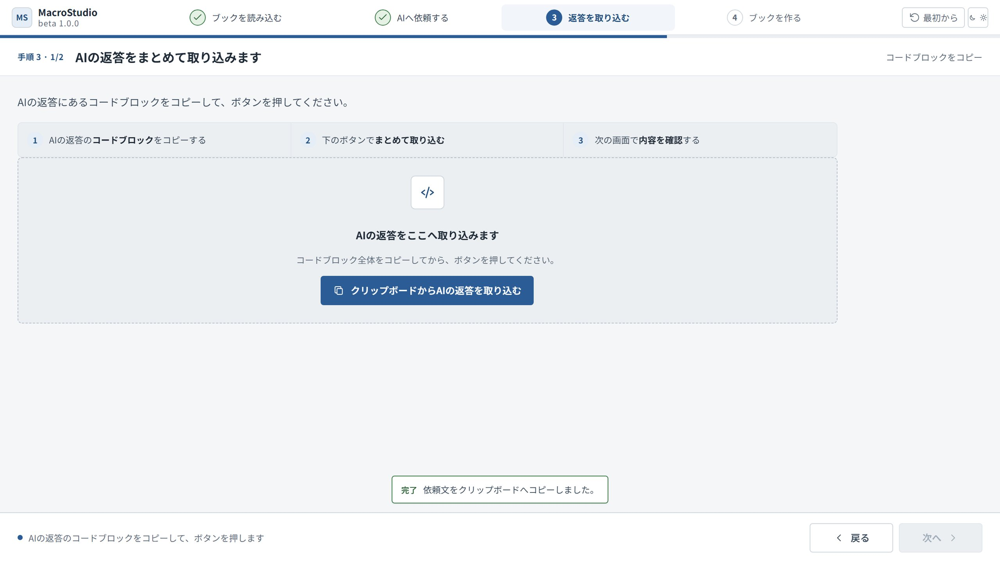 MS
MacroStudio
beta 1.0.0
ブックを読み込む
AIへ依頼する
3 返答を取り込む
4 ブックを作る
最初から
手順 3 · 1/2
AIの返答をまとめて取り込みます
コードブロックをコピー
AIの返答にあるコードブロックをコピーして、ボタンを押してください。
1 AIの返答のコードブロックをコピーする
2 下のボタンでまとめて取り込む
3 次の画面で内容を確認する
</>
AIの返答をここへ取り込みます
コードブロック全体をコピーしてから、ボタンを押してください。
クリップボードからAIの返答を取り込む
完了 依頼文をクリップボードへコピーしました。
AIの返答のコードブロックをコピーして、ボタンを押します
戻る
次へ